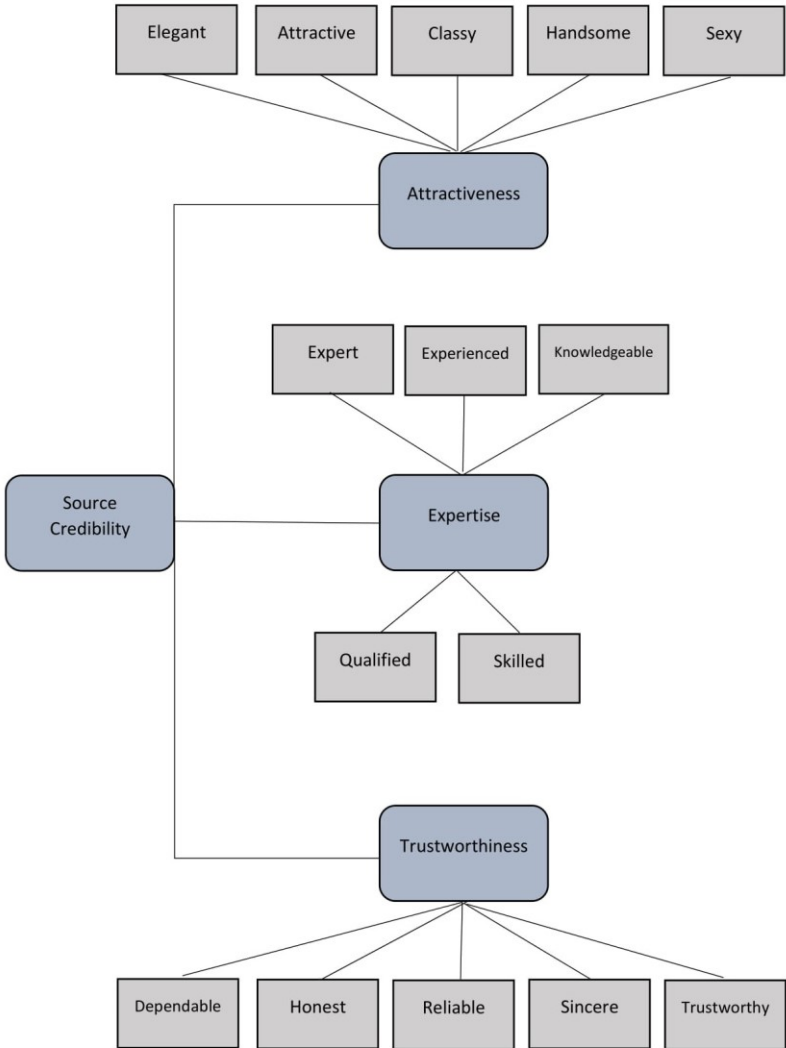 Elegant
Attractive
Classy
Handsome
Sexy
Attractiveness
Expert
Experienced
Knowledgeable
Source
Credibility
Expertise
Qualified
Skilled
Trustworthiness
Dependable
Honest
Reliable
Sincere
Trustworthy